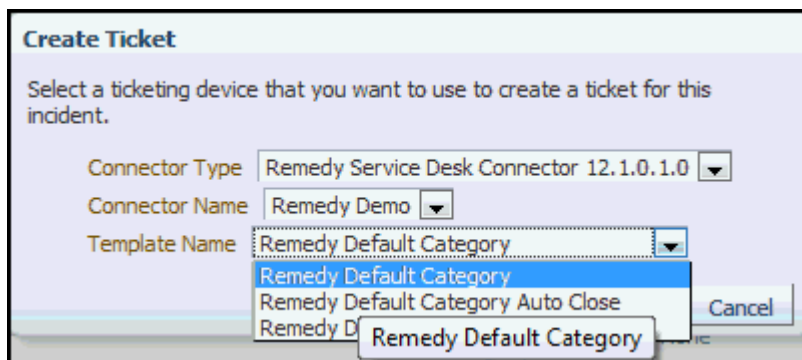 Create Ticket
Select a ticketing device that you want to use to create a ticket for this
incident.
Connector Type Remedy Service Desk Connector 12.1.0.1.0
Connector Name Remedy Demo
Template Name Remedy Default Category
Remedy Default Category
Remedy Default Category Auto Close
Remedy
Remedy Default Category
Cancel